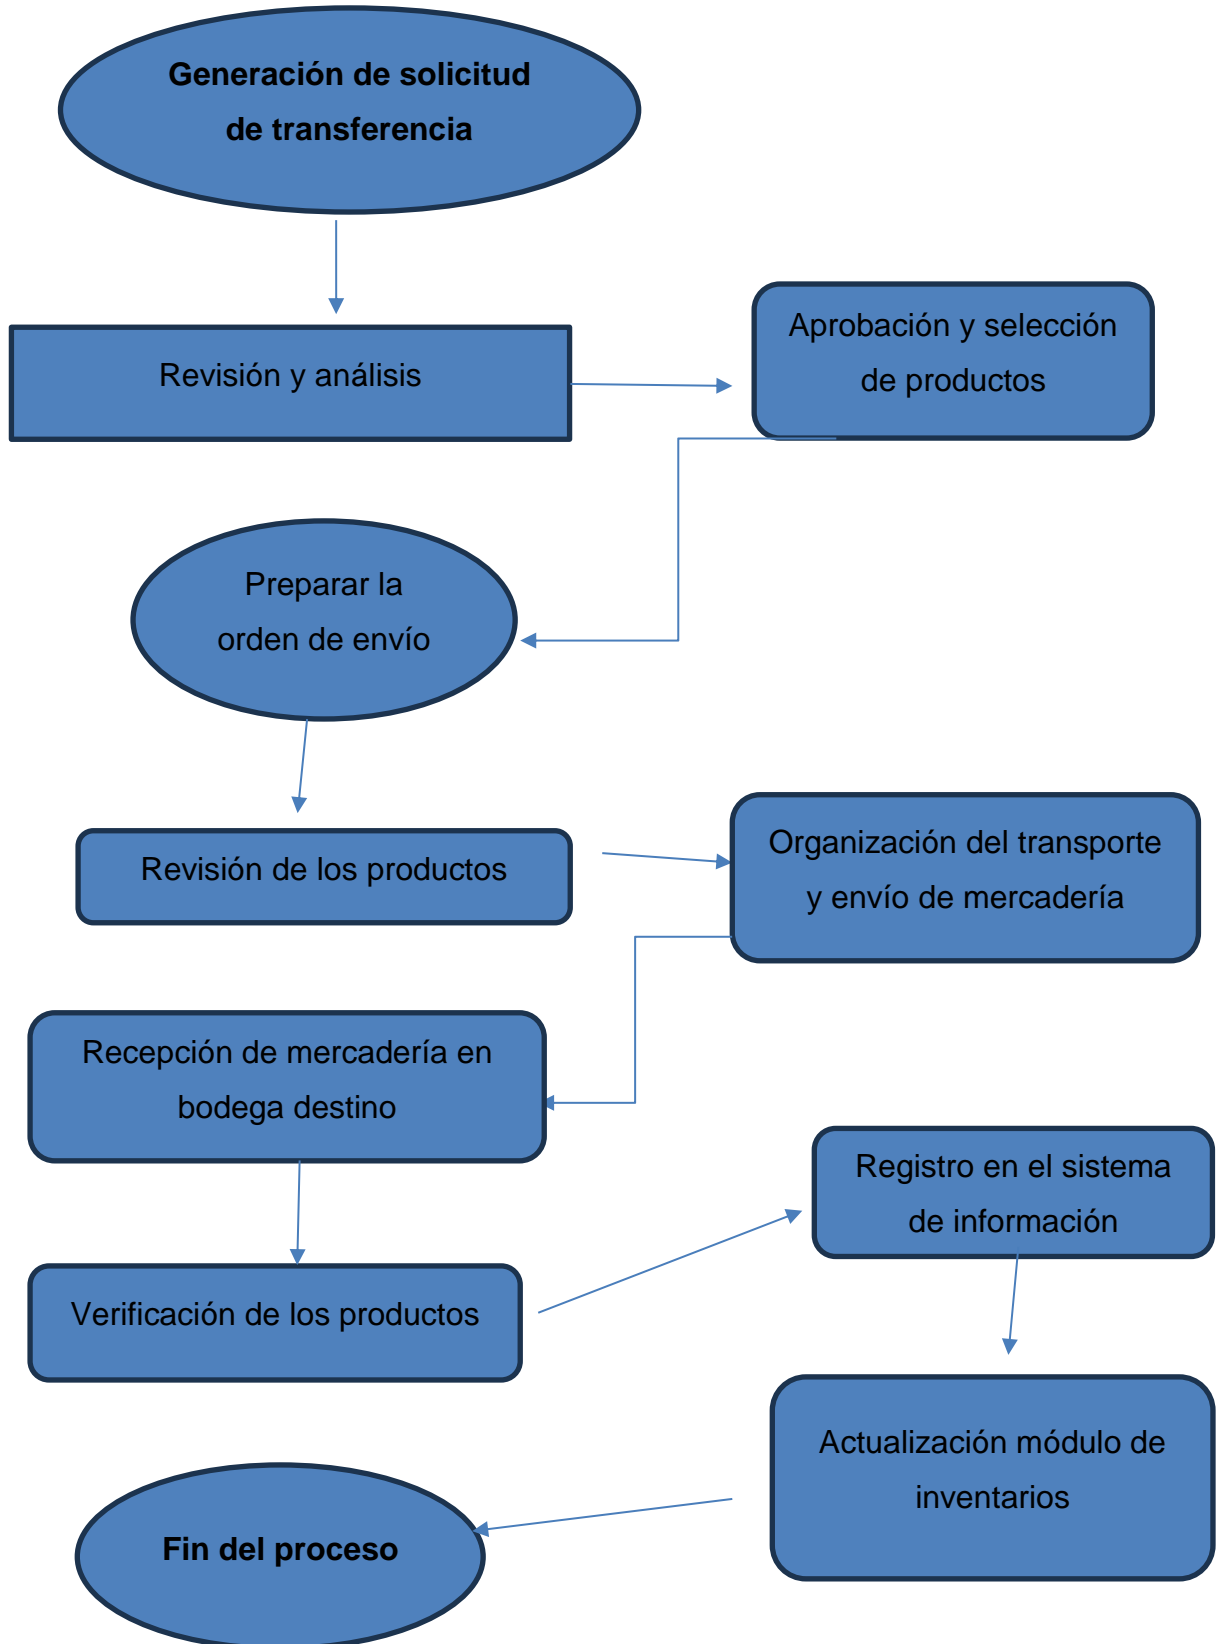 Generación de solicitud
de transferencia
Revisión y análisis
Aprobación y selección
de productos
Preparar la
orden de envío
Revisión de los productos
Organización del transporte
y envío de mercadería
Recepción de mercadería en
bodega destino
Verificación de los productos
Registro en el sistema
de información
Actualización módulo de
inventarios
Fin del proceso